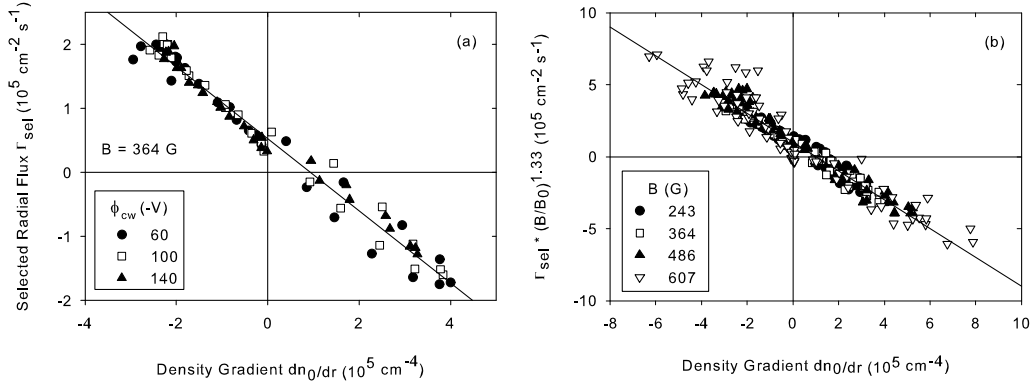 (a)
Selected Radial Flux Γsel (10⁵ cm⁻² s⁻¹)
2
1
0
-1
-2
B = 364 G
ϕcw (-V)
60
100
140
-4 -2 0 2 4
Density Gradient dn₀/dr (10⁵ cm⁻⁴)
(b)
Γsel * (B/B₀)¹·³³ (10⁵ cm⁻² s⁻¹)
10
5
0
-5
-10
B (G)
243
364
486
607
-8 -6 -4 -2 0 2 4 6 8 10
Density Gradient dn₀/dr (10⁵ cm⁻⁴)